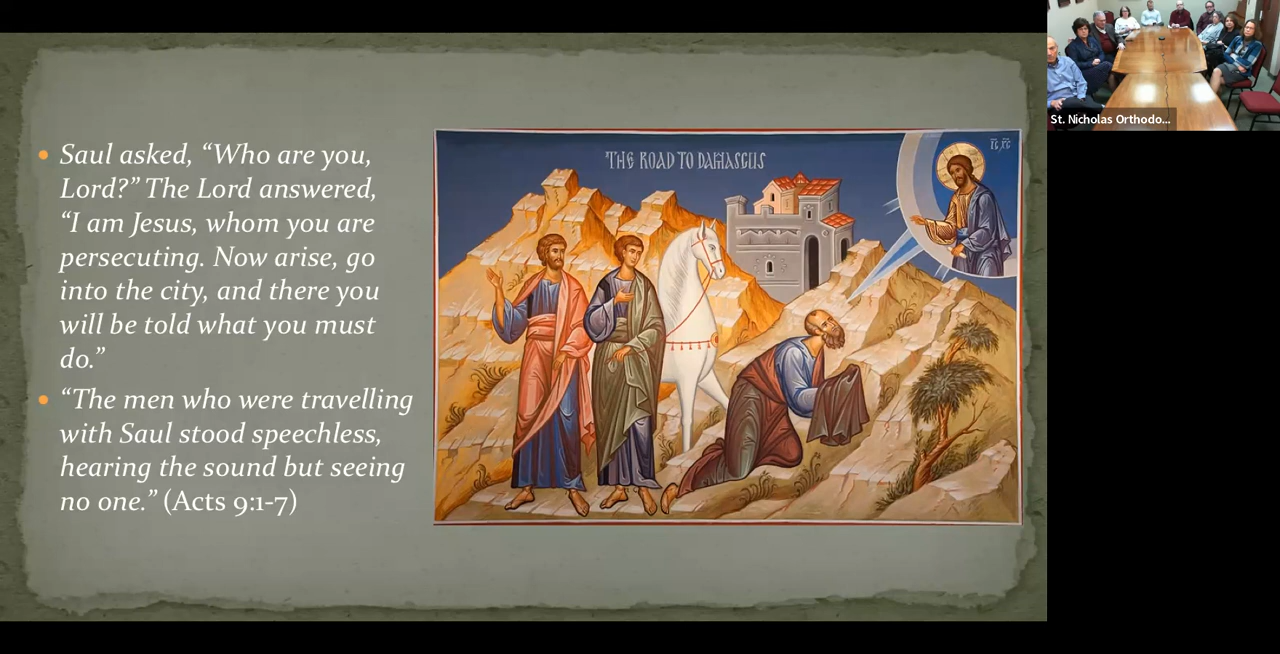 • Saul asked, “Who are you,
Lord?” The Lord answered,
“I am Jesus, whom you are
persecuting. Now arise, go
into the city, and there you
will be told what you must
do.”
• “The men who were travelling
with Saul stood speechless,
hearing the sound but seeing
no one.” (Acts 9:1-7)
THE ROAD TO DAMASCUS
IC XC
St. Nicholas Orthodo...